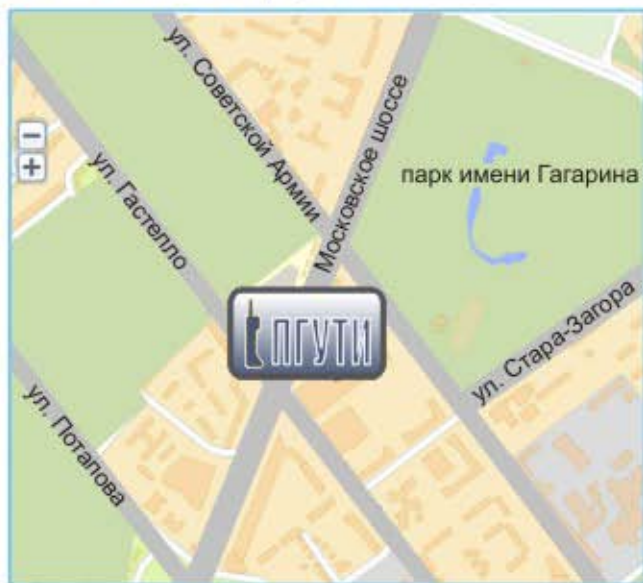 ул. Советской Армии
Московское шоссе
парк имени Гагарина
ул. Гастелло
ПГУТИ
ул. Стара-Загора
ул. Потапова